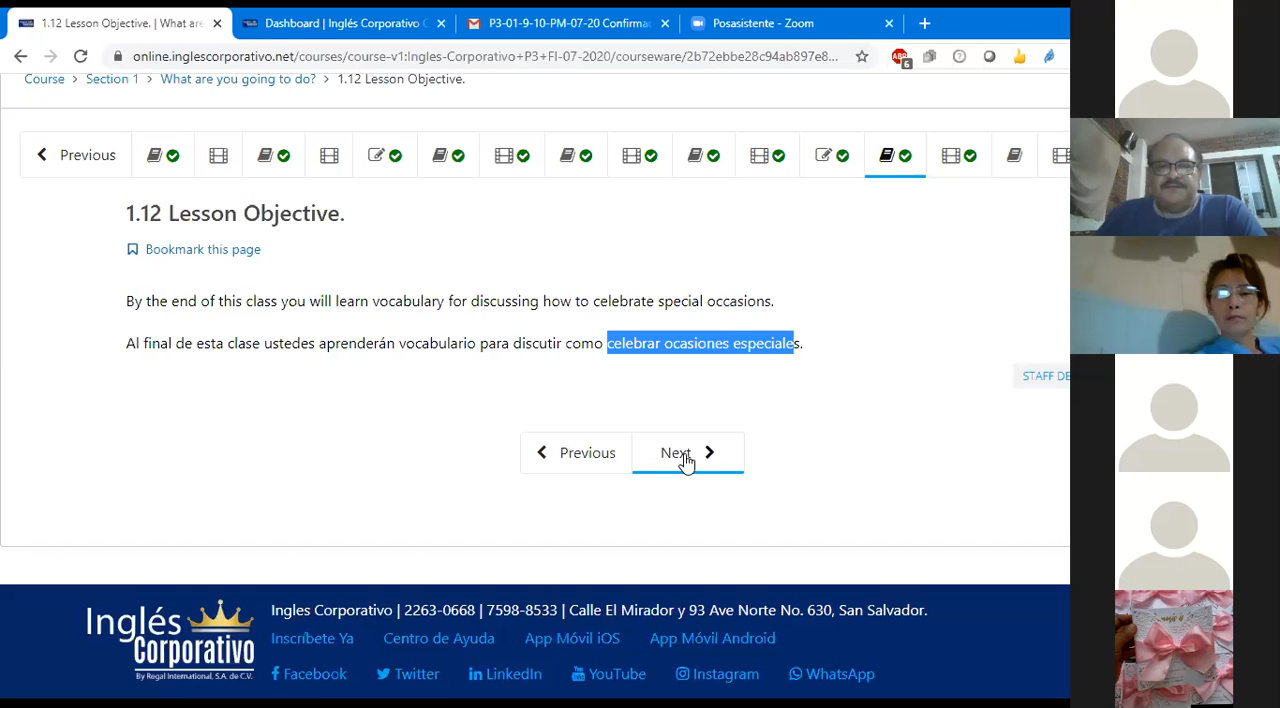 1.12 Lesson Objective. | What are
Dashboard | Inglés Corporativo
P3-01-9-10-PM-07-20 Confirma
Posasistente - Zoom
online.inglescorporativo.net/courses/course-v1:Ingles-Corporativo+P3+FI-07-2020/courseware/2b72ebbe28c94ab897e8...
ABP
6
Course > Section 1 > What are you going to do? > 1.12 Lesson Objective.
Previous
1.12 Lesson Objective.
Bookmark this page
By the end of this class you will learn vocabulary for discussing how to celebrate special occasions.
Al final de esta clase ustedes aprenderán vocabulario para discutir como celebrar ocasiones especiales.
STAFF DE
Previous
Next
Inglés
Corporativo
By Regal International, S.A. de C.V.
Ingles Corporativo | 2263-0668 | 7598-8533 | Calle El Mirador y 93 Ave Norte No. 630, San Salvador.
Inscríbete Ya
Centro de Ayuda
App Móvil iOS
App Móvil Android
Facebook
Twitter
LinkedIn
YouTube
Instagram
WhatsApp